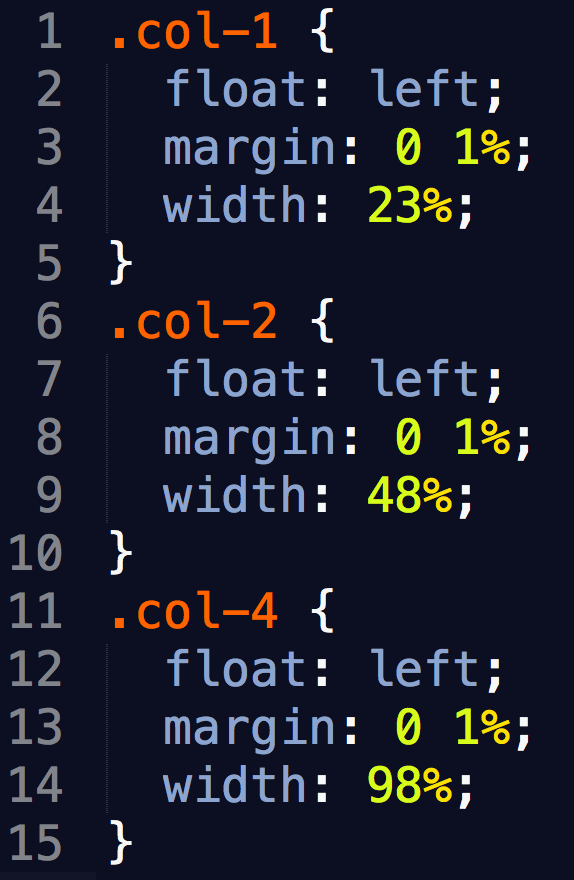 1 .col-1 {
2   float: left;
3   margin: 0 1%;
4   width: 23%;
5 }
6 .col-2 {
7   float: left;
8   margin: 0 1%;
9   width: 48%;
10 }
11 .col-4 {
12   float: left;
13   margin: 0 1%;
14   width: 98%;
15 }